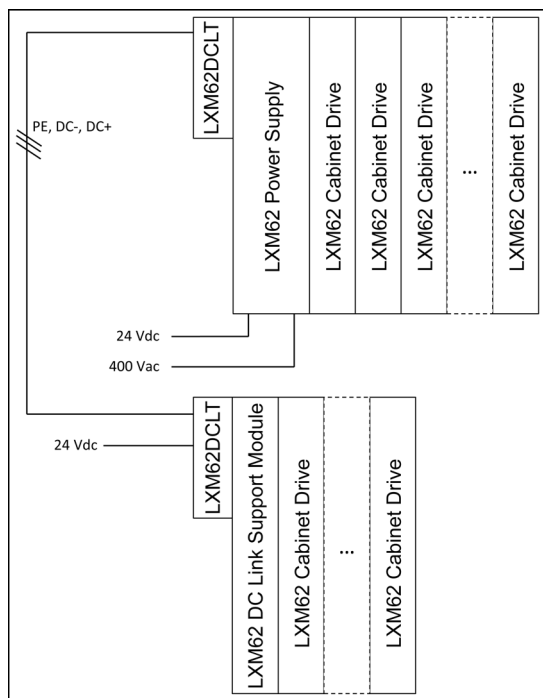 LXM62DCLT
LXM62 Power Supply
LXM62 Cabinet Drive
LXM62 Cabinet Drive
LXM62 Cabinet Drive
...
LXM62 Cabinet Drive
PE, DC-, DC+
24 Vdc
400 Vac
24 Vdc
LXM62DCLT
LXM62 DC Link Support Module
LXM62 Cabinet Drive
...
LXM62 Cabinet Drive